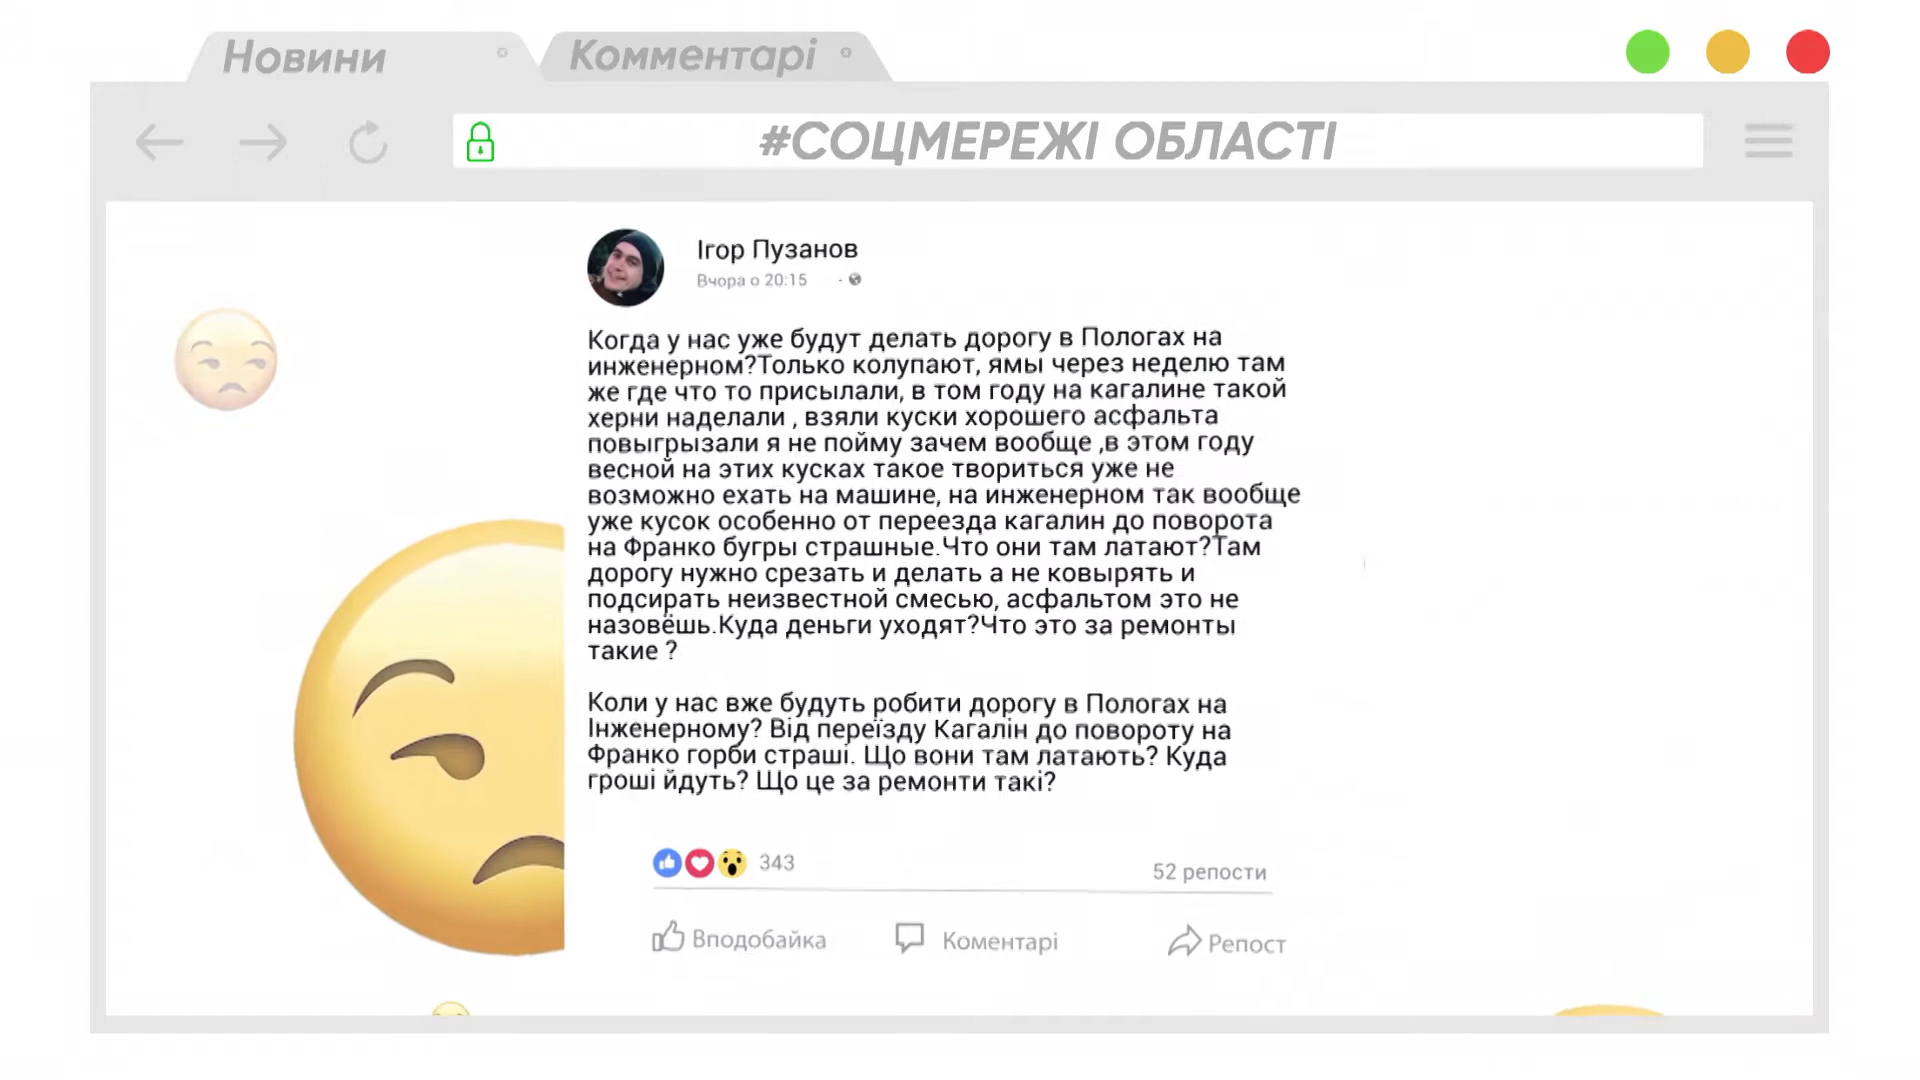 Новини
Комментарі
#СОЦМЕРЕЖІ ОБЛАСТІ
Ігор Пузанов
Вчора о 20:15
Когда у нас уже будут делать дорогу в Пологах на
инженерном?Только колупают, ямы через неделю там
же где что то присылали, в том году на кагалине такой
херни наделали , взяли куски хорошего асфальта
повыгрызали я не пойму зачем вообще ,в этом году
весной на этих кусках такое твориться уже не
возможно ехать на машине, на инженерном так вообще
уже кусок особенно от переезда кагалин до поворота
на Франко бугры страшные.Что они там латают?Там
дорогу нужно срезать и делать а не ковырять и
подсирать неизвестной смесью, асфальтом это не
назовёшь.Куда деньги уходят?Что это за ремонты
такие ?
Коли у нас вже будуть робити дорогу в Пологах на
Інженерному? Від переїзду Кагалін до повороту на
Франко горби страші. Що вони там латають? Куда
гроші йдуть? Що це за ремонти такі?
343
52 репости
Вподобайка
Коментарі
Репост